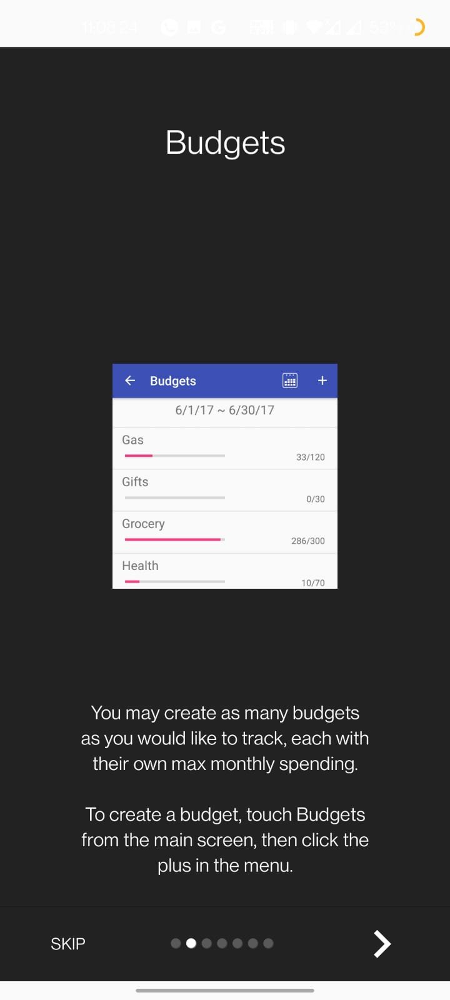 11:08:24 53%
Budgets
Budgets
6/1/17 ~ 6/30/17
Gas
33/120
Gifts
0/30
Grocery
286/300
Health
10/70
You may create as many budgets
as you would like to track, each with
their own max monthly spending.
To create a budget, touch Budgets
from the main screen, then click the
plus in the menu.
SKIP